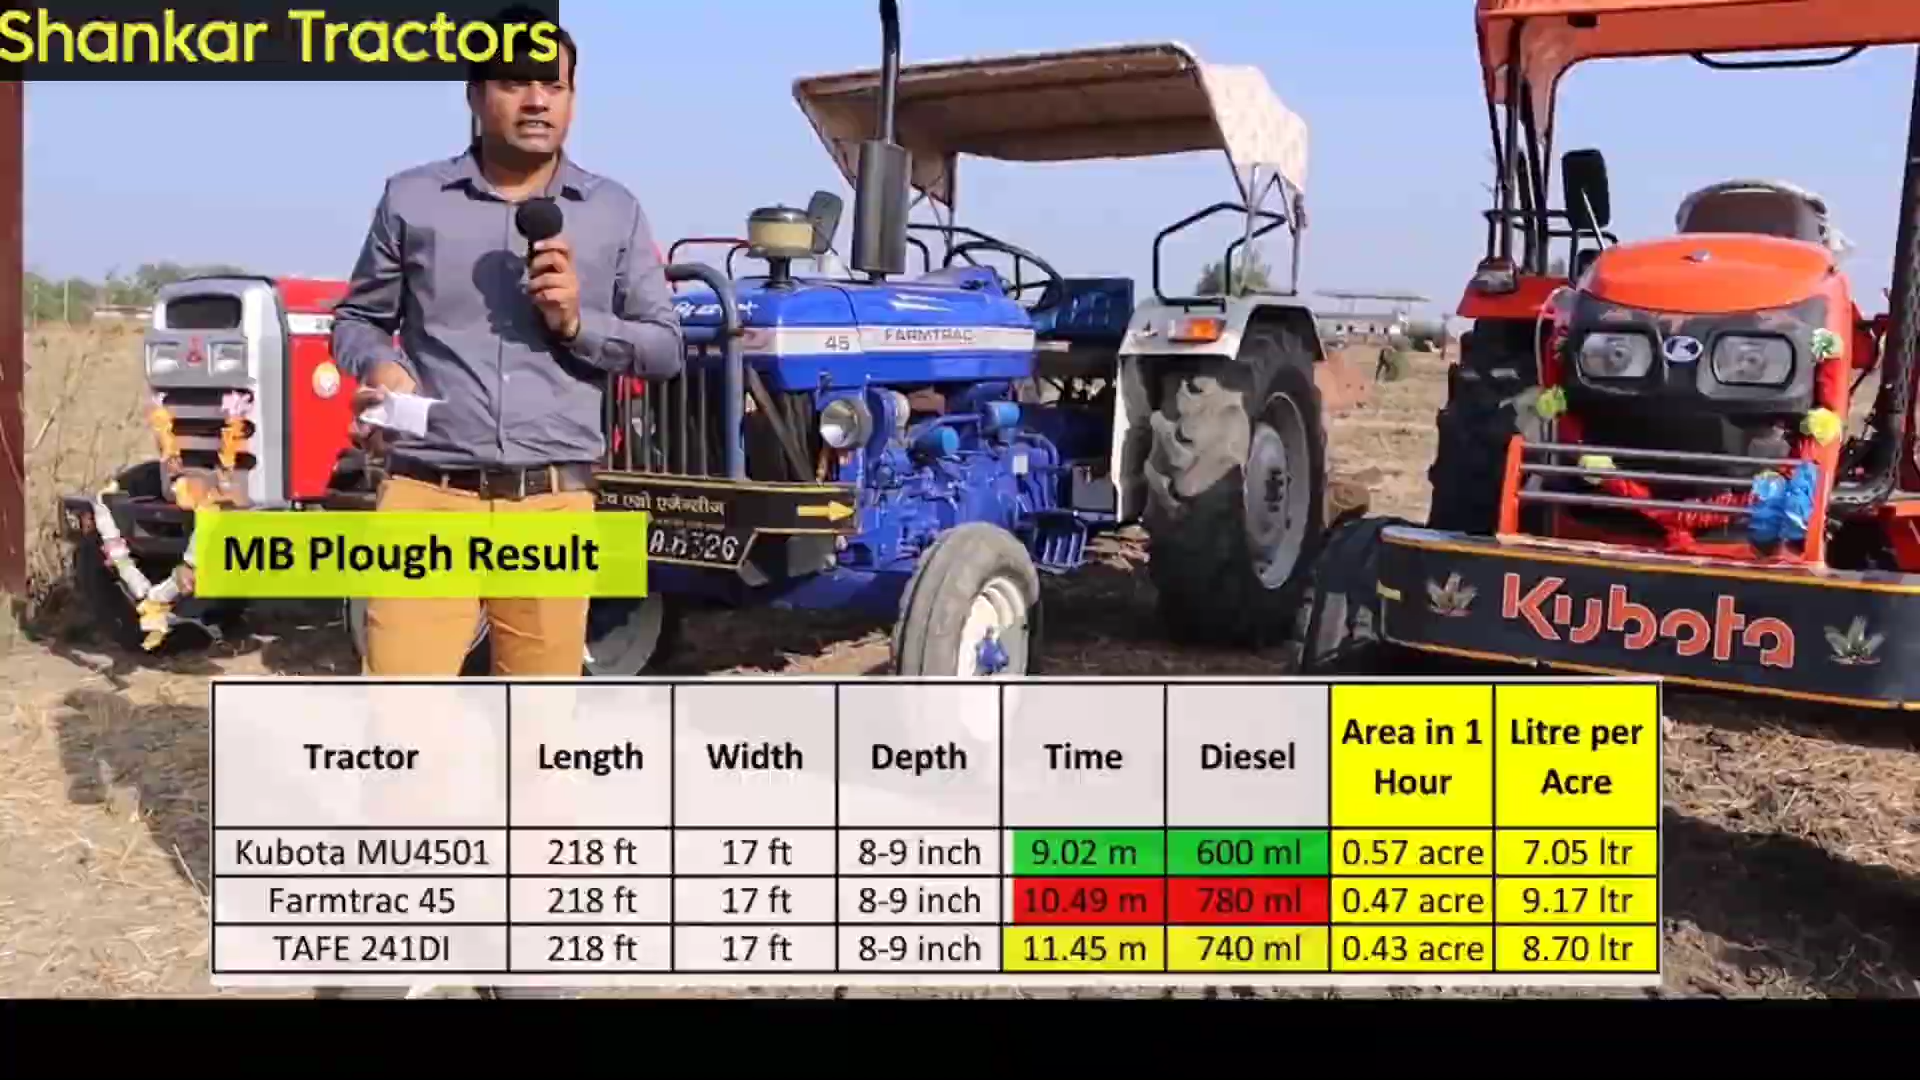 Shankar Tractors
45 FARMTRAC
एग्रो एजेन्सीज
MB Plough Result
Kubota
Tractor Length Width Depth Time Diesel Area in 1 Hour Litre per Acre
Kubota MU4501 218 ft 17 ft 8-9 inch 9.02 m 600 ml 0.57 acre 7.05 ltr
Farmtrac 45 218 ft 17 ft 8-9 inch 10.49 m 780 ml 0.47 acre 9.17 ltr
TAFE 241DI 218 ft 17 ft 8-9 inch 11.45 m 740 ml 0.43 acre 8.70 ltr